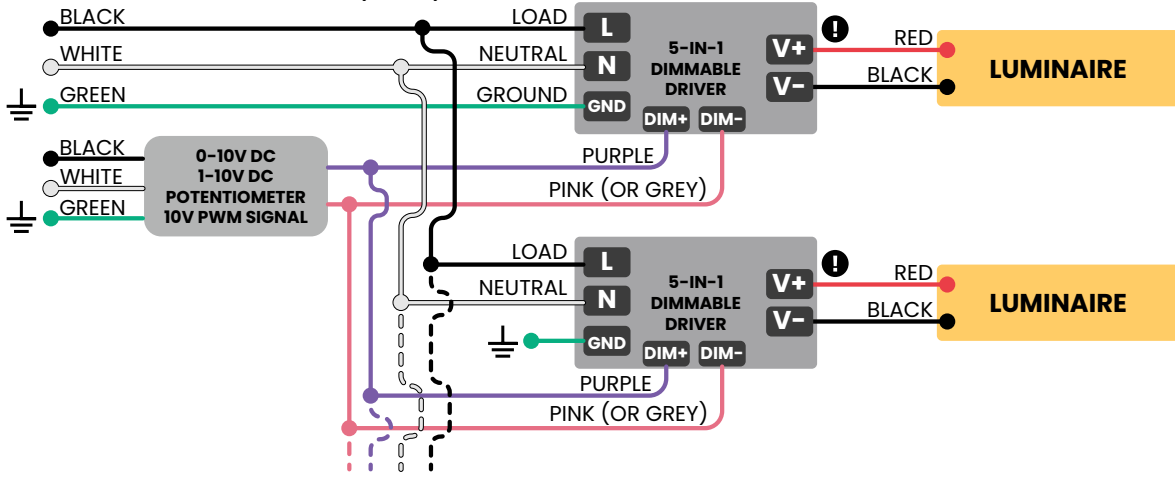 BLACK
LOAD
L
WHITE
NEUTRAL
N
GREEN
GROUND
GND
5-IN-1
DIMMABLE
DRIVER
DIM+ DIM-
V+
V-
!
RED
BLACK
LUMINAIRE
BLACK
WHITE
GREEN
0-10V DC
1-10V DC
POTENTIOMETER
10V PWM SIGNAL
PURPLE
PINK (OR GREY)
LOAD
L
NEUTRAL
N
GND
5-IN-1
DIMMABLE
DRIVER
DIM+ DIM-
V+
V-
!
RED
BLACK
LUMINAIRE
PURPLE
PINK (OR GREY)